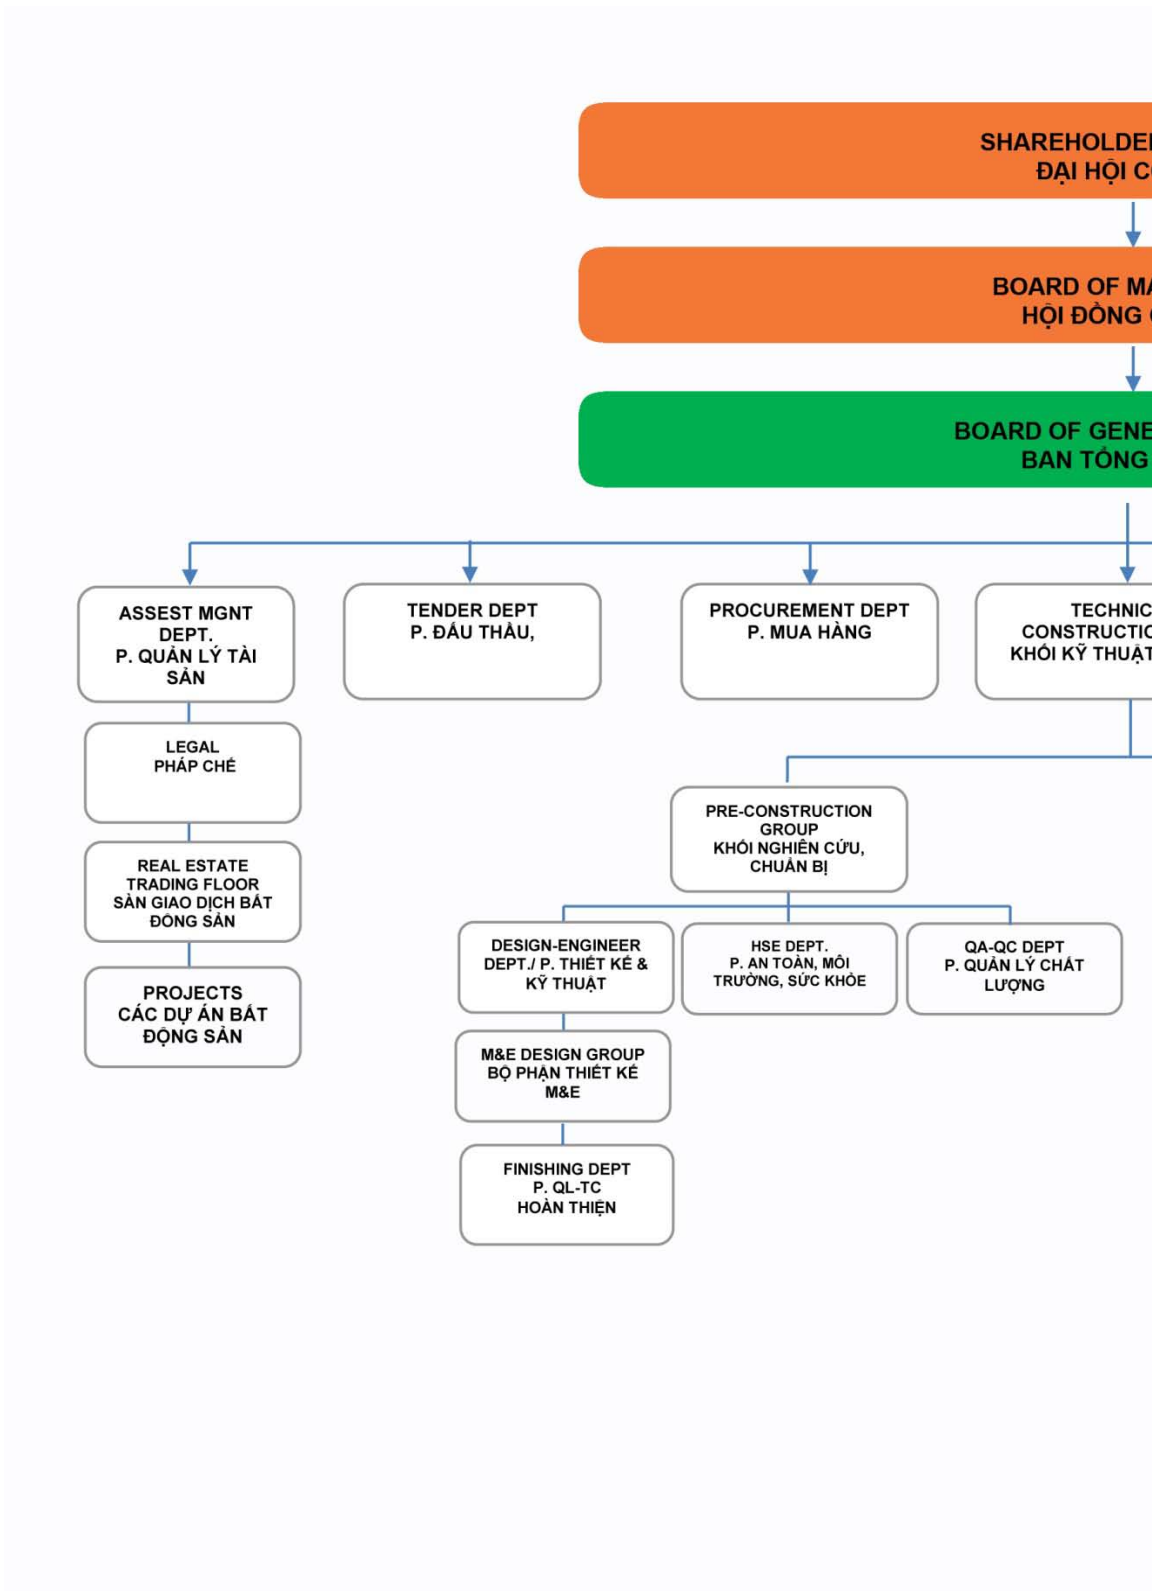 SHAREHOLDE
ĐẠI HỘI C
BOARD OF MA
HỘI ĐỒNG
BOARD OF GENE
BAN TỔNG
ASSEST MGNT
DEPT.
P. QUẢN LÝ TÀI
SẢN
TENDER DEPT
P. ĐẤU THẦU,
PROCUREMENT DEPT
P. MUA HÀNG
TECHNIC
CONSTRUCTIO
KHỐI KỸ THUẬT
LEGAL
PHÁP CHẾ
REAL ESTATE
TRADING FLOOR
SÀN GIAO DỊCH BẤT
ĐỘNG SẢN
PROJECTS
CÁC DỰ ÁN BẤT
ĐỘNG SẢN
PRE-CONSTRUCTION
GROUP
KHỐI NGHIÊN CỨU,
CHUẨN BỊ
DESIGN-ENGINEER
DEPT./ P. THIẾT KẾ &
KỸ THUẬT
HSE DEPT.
P. AN TOÀN, MÔI
TRƯỜNG, SỨC KHỎE
QA-QC DEPT
P. QUẢN LÝ CHẤT
LƯỢNG
M&E DESIGN GROUP
BỘ PHẬN THIẾT KẾ
M&E
FINISHING DEPT
P. QL-TC
HOÀN THIỆN